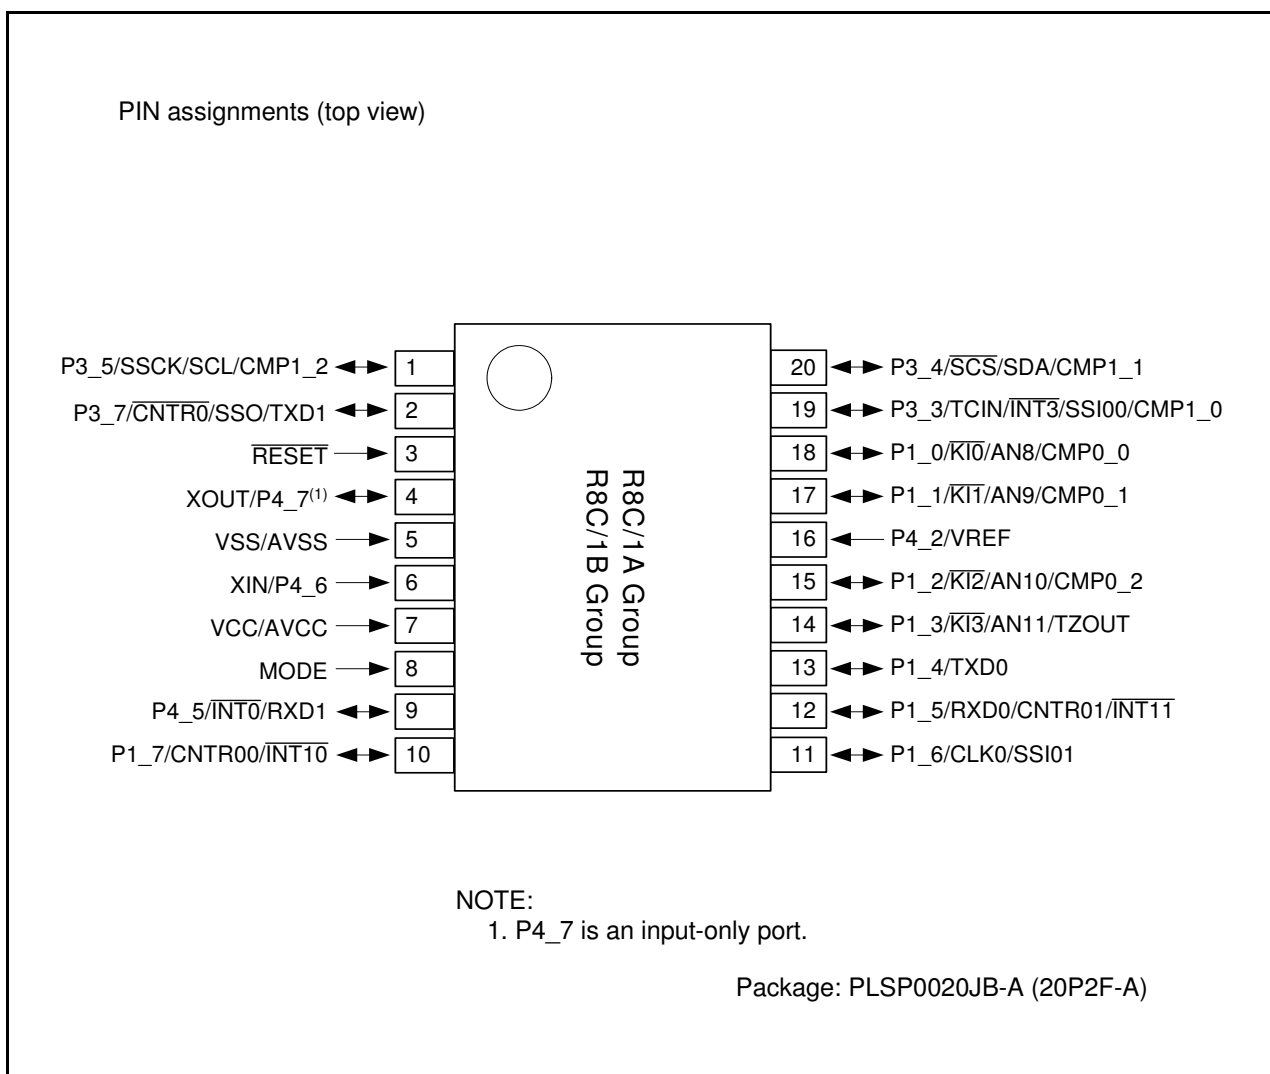 PIN assignments (top view)
P3_5/SSCK/SCL/CMP1_2 1
P3_7/CNTR0/SSO/TXD1 2
RESET 3
XOUT/P4_7(1) 4
VSS/AVSS 5
XIN/P4_6 6
VCC/AVCC 7
MODE 8
P4_5/INT0/RXD1 9
P1_7/CNTR00/INT10 10
R8C/1A Group
R8C/1B Group
20 P3_4/SCS/SDA/CMP1_1
19 P3_3/TCIN/INT3/SSI00/CMP1_0
18 P1_0/KI0/AN8/CMP0_0
17 P1_1/KI1/AN9/CMP0_1
16 P4_2/VREF
15 P1_2/KI2/AN10/CMP0_2
14 P1_3/KI3/AN11/TZOUT
13 P1_4/TXD0
12 P1_5/RXD0/CNTR01/INT11
11 P1_6/CLK0/SSI01
NOTE:
1. P4_7 is an input-only port.
Package: PLSP0020JB-A (20P2F-A)